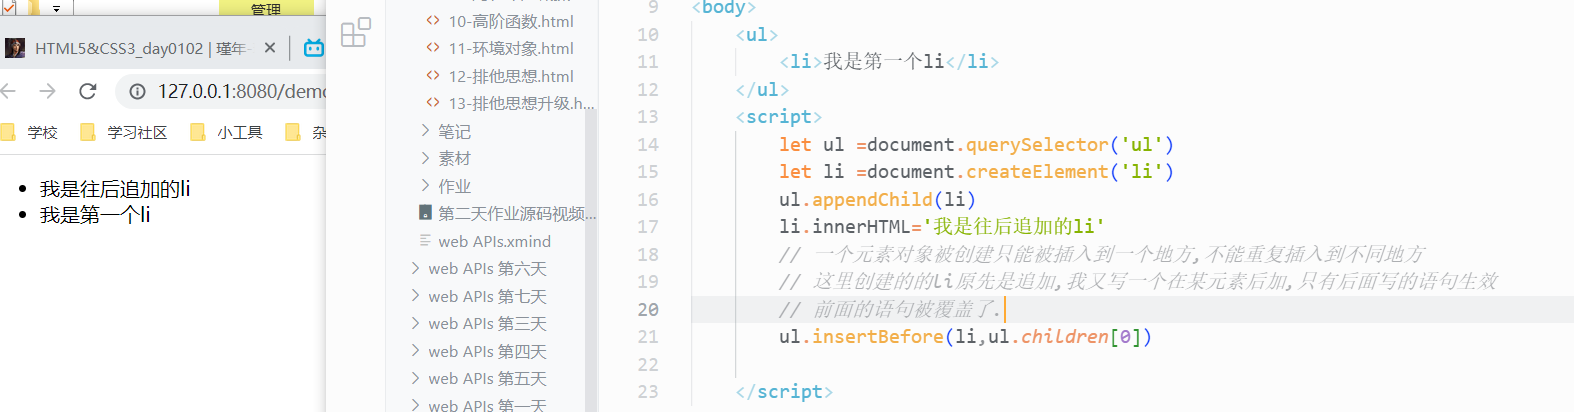 管理
HTML5&CSS3_day0102 | 瑾年-
127.0.0.1:8080/demo
学校
学习社区
小工具
杂
我是往后追加的li
我是第一个li
10-高阶函数.html
11-环境对象.html
12-排他思想.html
13-排他思想升级.h...
笔记
素材
作业
第二天作业源码视频...
web APIs.xmind
web APIs 第六天
web APIs 第七天
web APIs 第三天
web APIs 第四天
web APIs 第五天
web APIs 第一天
9 <body>
10 <ul>
11 <li>我是第一个li</li>
12 </ul>
13 <script>
14 let ul =document.querySelector('ul')
15 let li =document.createElement('li')
16 ul.appendChild(li)
17 li.innerHTML='我是往后追加的li'
18 // 一个元素对象被创建只能被插入到一个地方,不能重复插入到不同地方
19 // 这里创建的的li原先是追加,我又写一个在某元素后加,只有后面写的语句生效
20 // 前面的语句被覆盖了.
21 ul.insertBefore(li,ul.children[0])
22
23 </script>